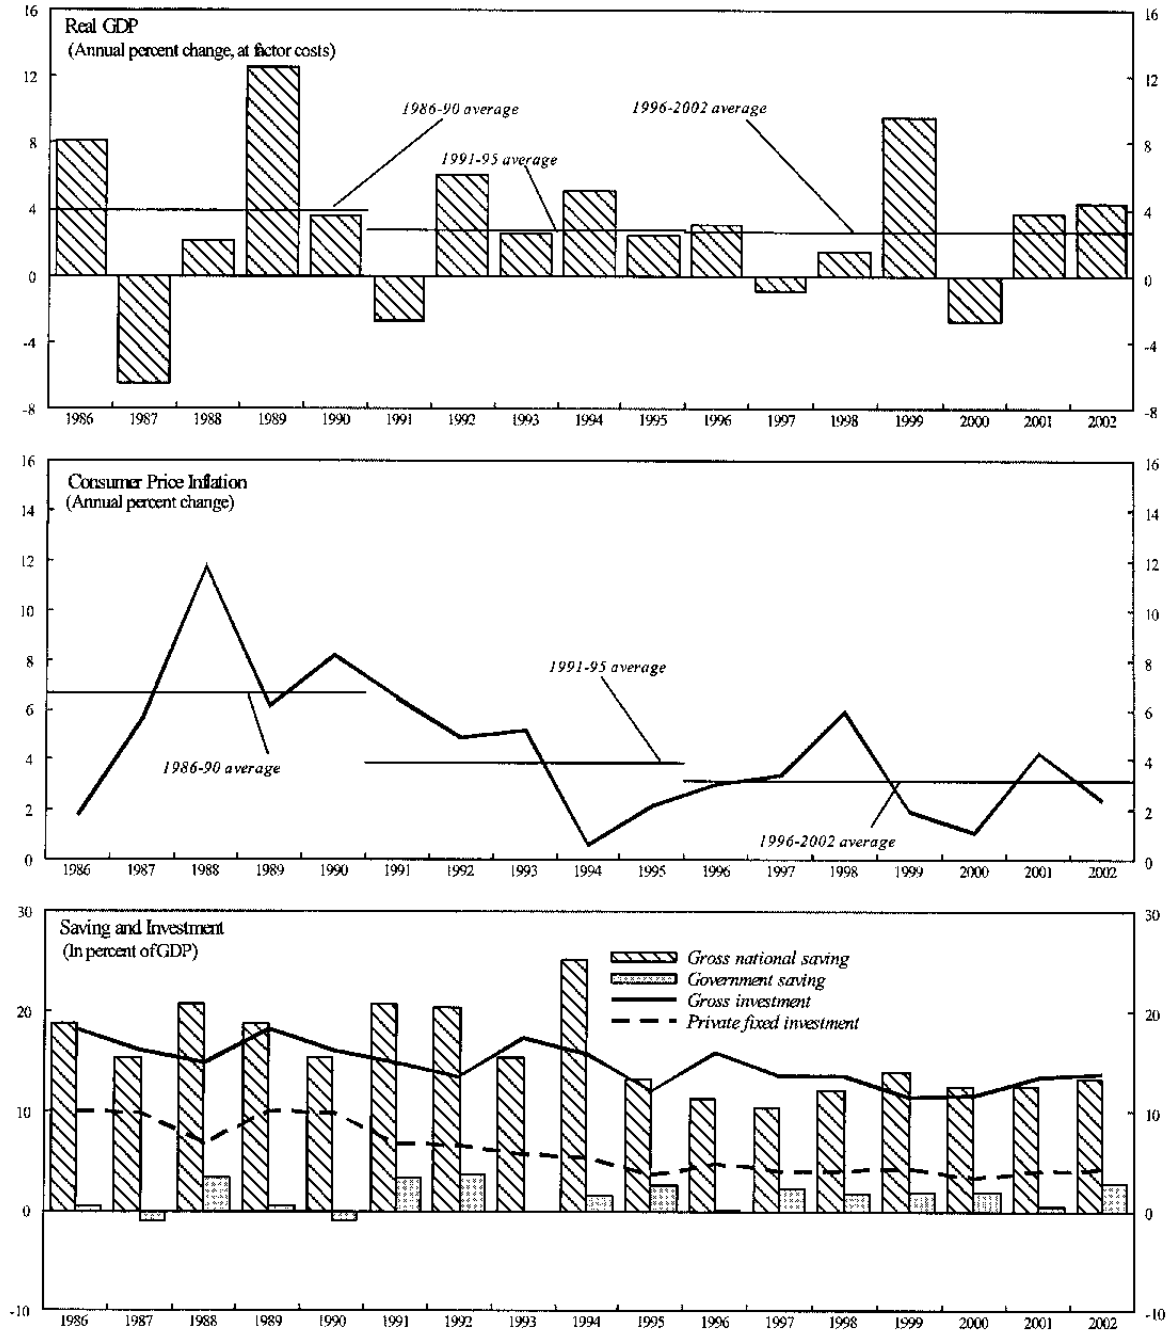 16 16
Real GDP
(Annual percent change, at factor costs)
12 12
1986-90 average 1996-2002 average
8 8
1991-95 average
4 4
0 0
-4 -4
-8 -8
1986 1987 1988 1989 1990 1991 1992 1993 1994 1995 1996 1997 1998 1999 2000 2001 2002
16 16
Consumer Price Inflation
(Annual percent change)
14 14
12 12
10 10
8 8
1991-95 average
6 6
4 4
1986-90 average
2 2
1996-2002 average
0 0
1986 1987 1988 1989 1990 1991 1992 1993 1994 1995 1996 1997 1998 1999 2000 2001 2002
30 30
Saving and Investment
(In percent of GDP)
Gross national saving
Government saving
Gross investment
Private fixed investment
20 20
10 10
0 0
-10 -10
1986 1987 1988 1989 1990 1991 1992 1993 1994 1995 1996 1997 1998 1999 2000 2001 2002